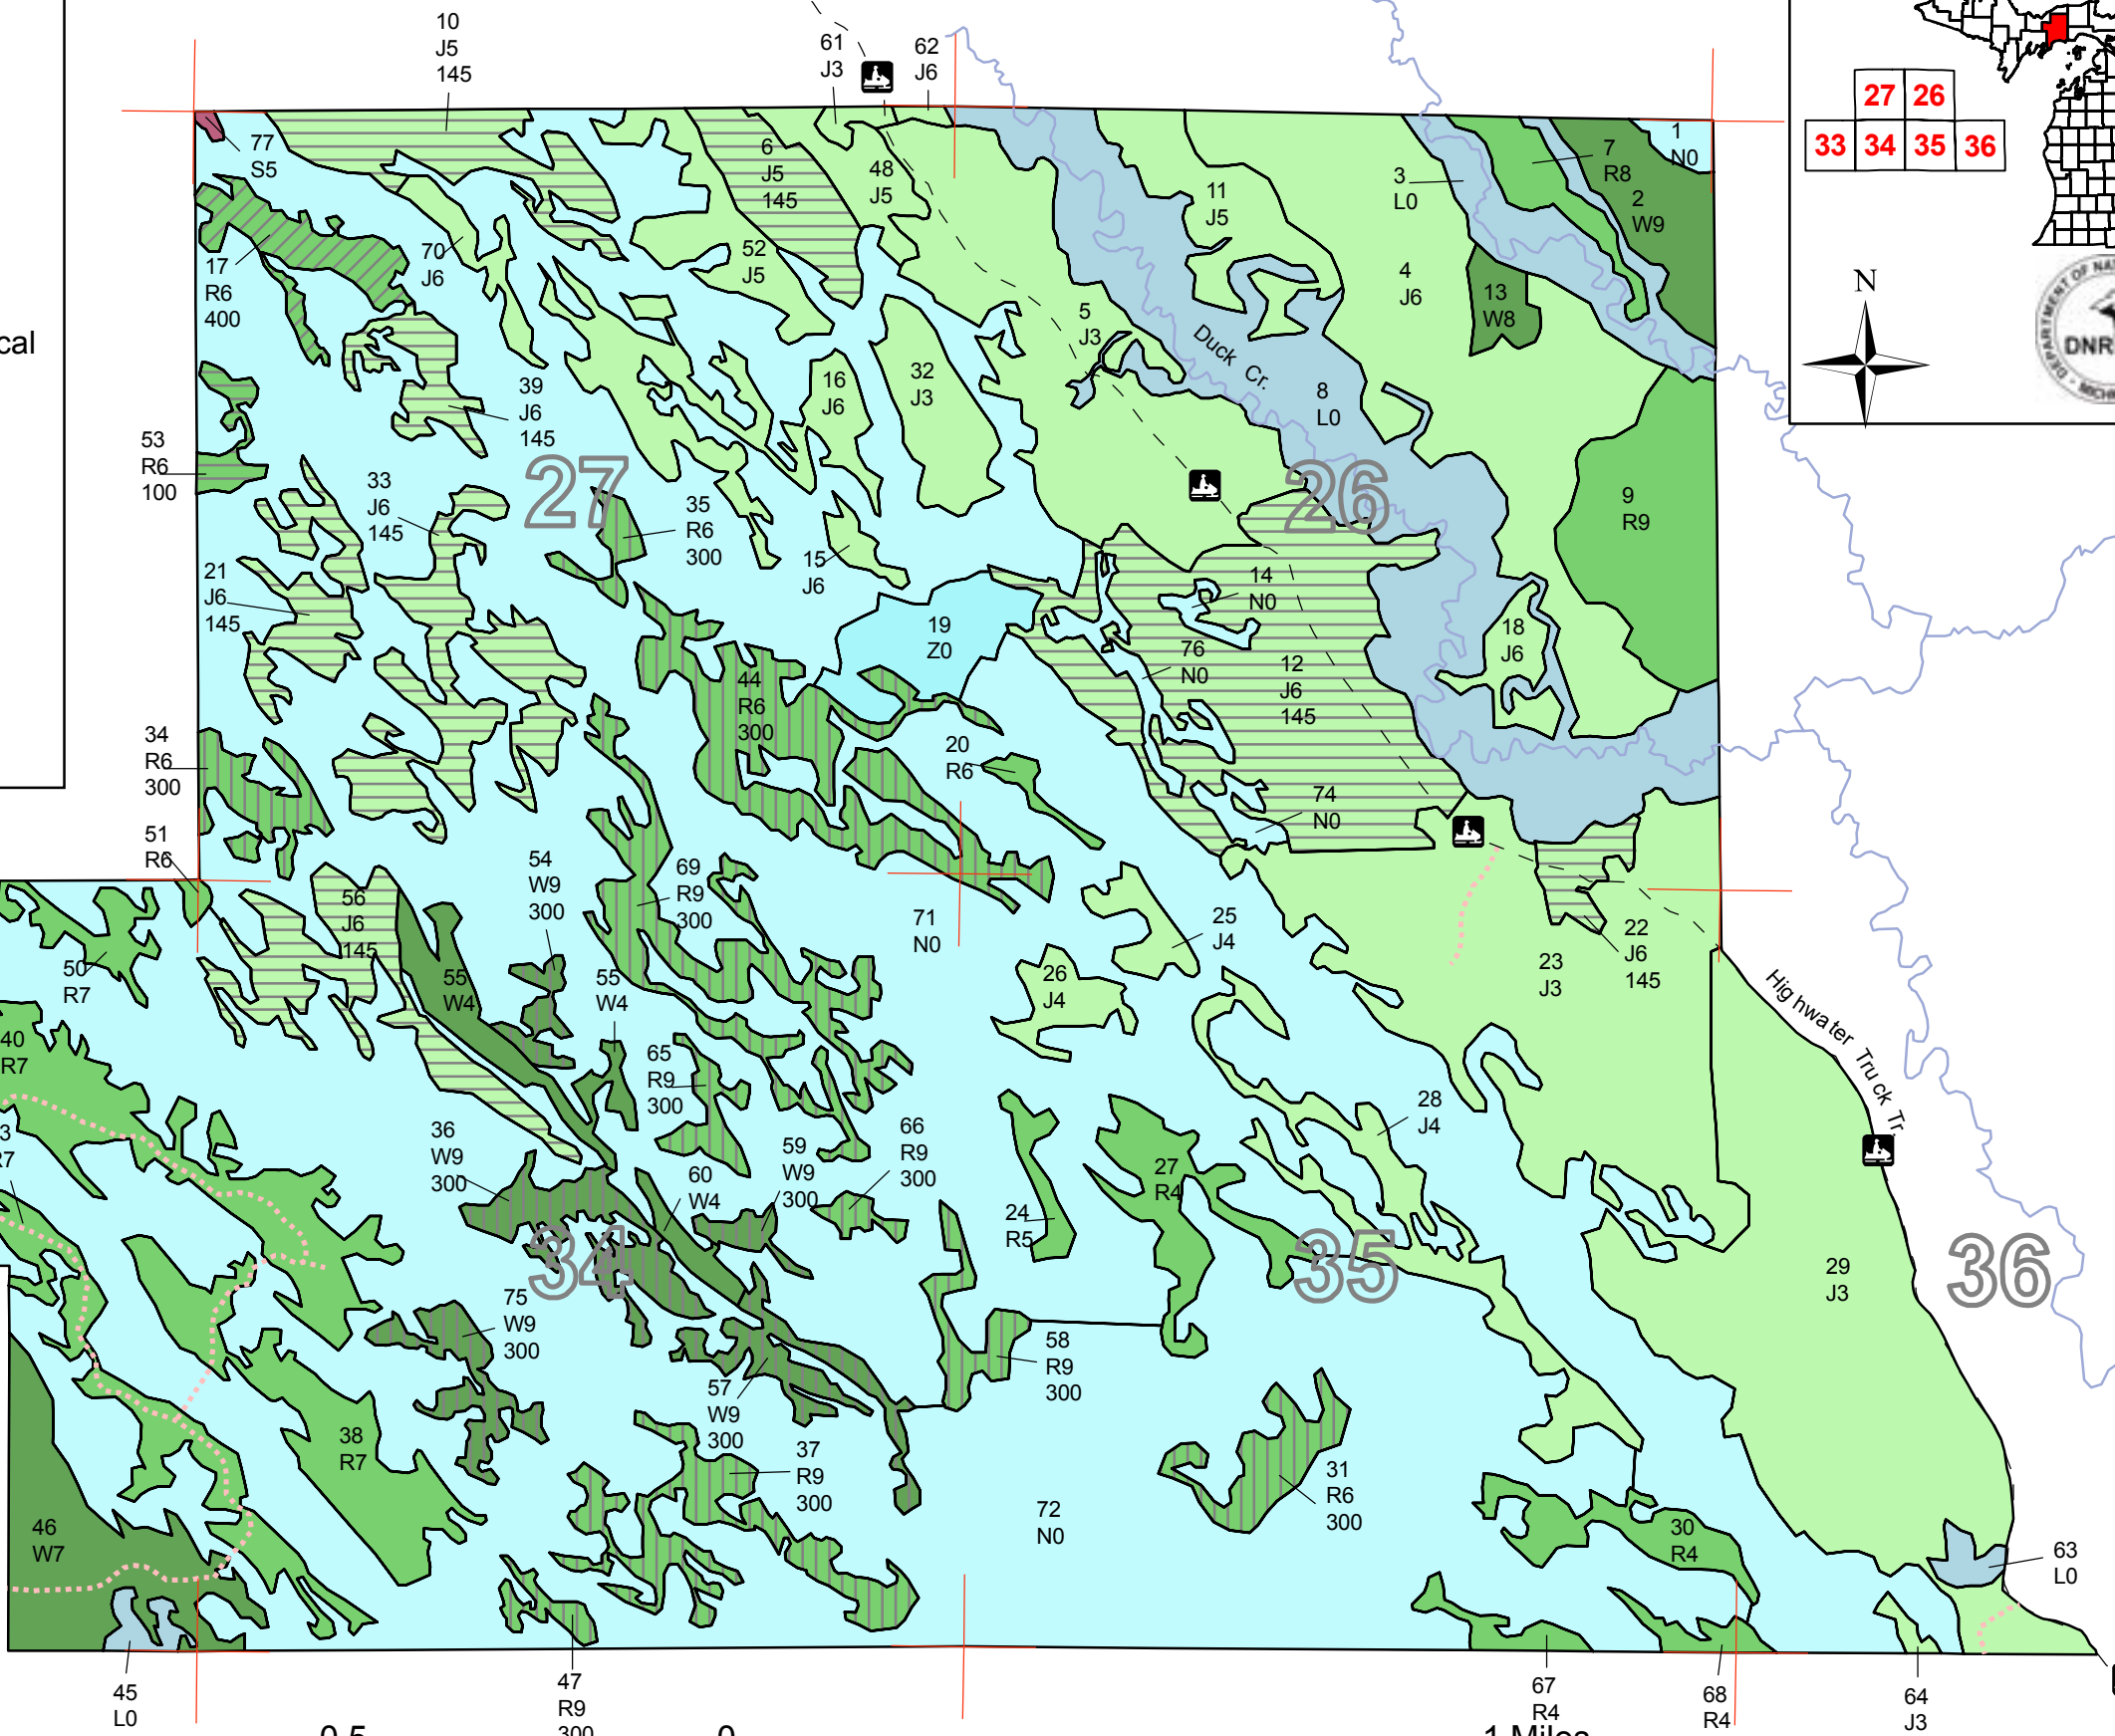 10
J5
145
61
J3
62
J6
27 26
33 34 35 36
77
S5
6
J5
145
48
J5
11
J5
3
L0
7
R8
1
N0
2
W9
N
DEPARTMENT OF NA
DNR
MICH
cal
17
R6
400
70
J6
52
J5
5
J3
4
J6
13
W8
Duck Cr.
39
J6
145
16
J6
32
J3
8
L0
53
R6
100
33
J6
145
27
35
R6
300
26
9
R9
15
J6
21
J6
145
14
N0
19
Z0
76
N0
12
J6
145
18
J6
44
R6
300
34
R6
300
20
R6
74
N0
51
R6
54
W9
300
69
R9
300
56
J6
145
71
N0
25
J4
22
J6
145
50
R7
55
W4
55
W4
26
J4
23
J3
Highwater Truck Tr.
40
R7
65
R9
300
28
J4
3
R7
36
W9
300
66
R9
300
59
W9
300
60
W4
27
R4
24
R5
34
35
36
29
J3
75
W9
300
58
R9
300
57
W9
300
38
R7
37
R9
300
31
R6
300
72
N0
46
W7
30
R4
63
L0
45
L0
47
R9
300
67
R4
68
R4
64
J3
0.5 0 1 Miles